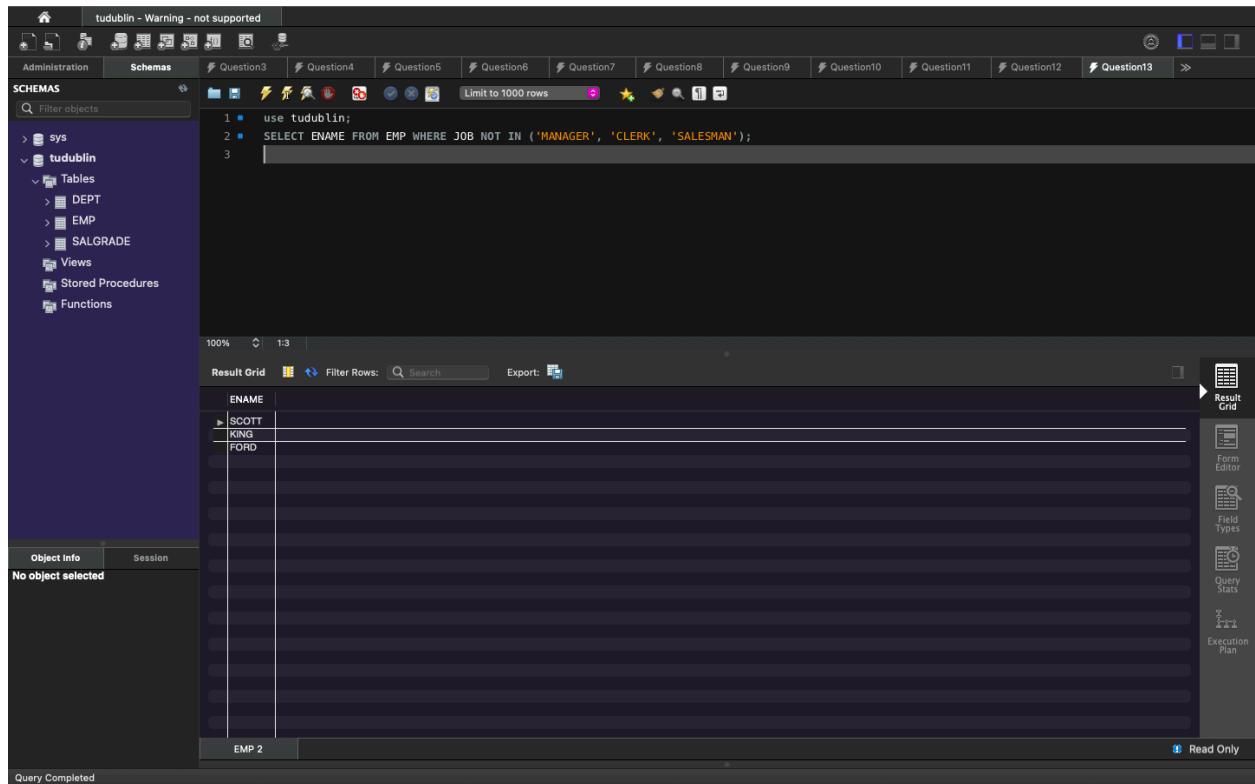 tudublin - Warning - not supported
Administration Schemas Question3 Question4 Question5 Question6 Question7 Question8 Question9 Question10 Question11 Question12 Question13 >>
SCHEMAS
Filter objects
sys
tudublin
Tables
DEPT
EMP
SALGRADE
Views
Stored Procedures
Functions
Object Info Session
No object selected
Limit to 1000 rows
1 use tudublin;
2 SELECT ENAME FROM EMP WHERE JOB NOT IN ('MANAGER', 'CLERK', 'SALESMAN');
3
100% 1:3
Result Grid Filter Rows: Search Export:
ENAME
SCOTT
KING
FORD
Result
Grid
Form
Editor
Field
Types
Query
Stats
Execution
Plan
EMP 2 Read Only
Query Completed